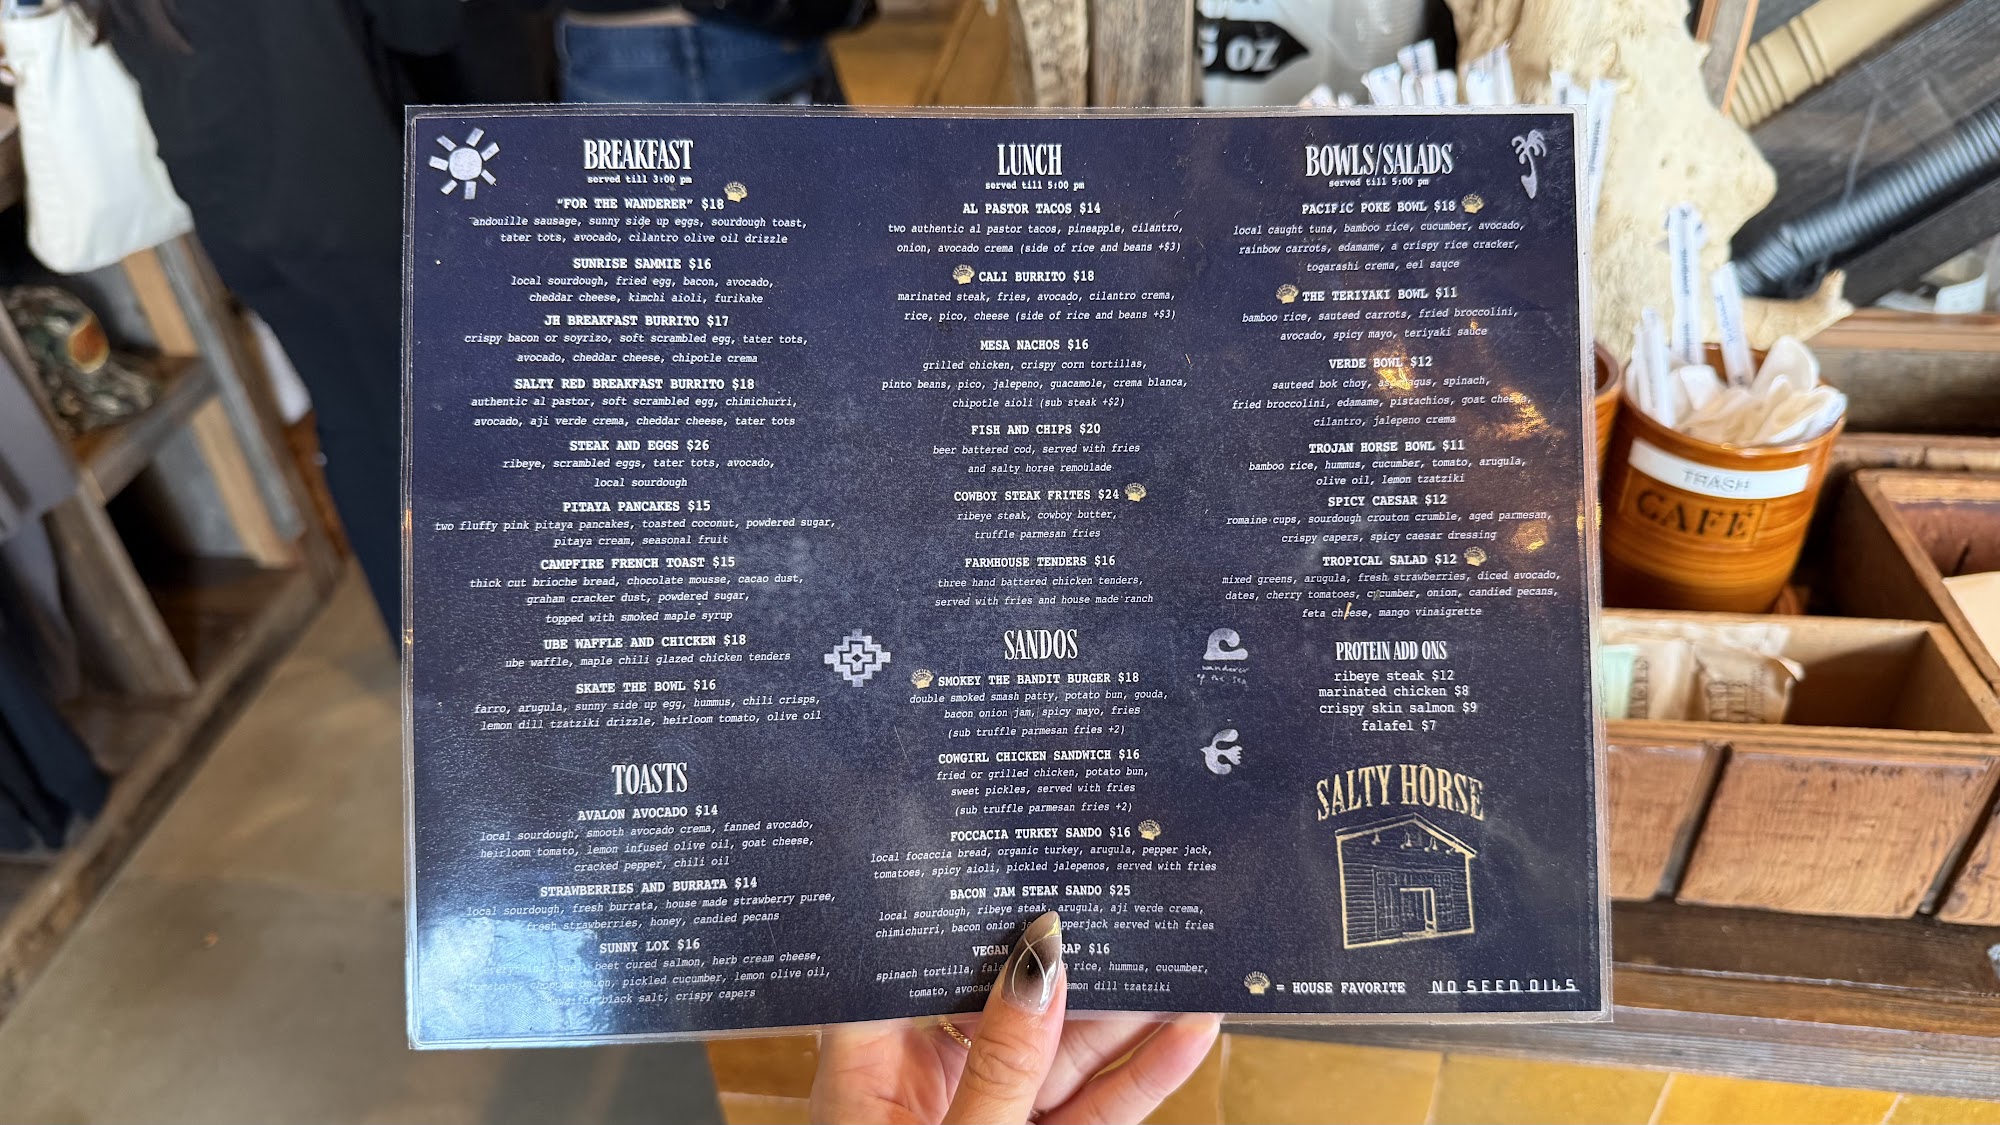 BREAKFAST
served till 3:00 pm
"FOR THE WANDERER" $18
andouille sausage, sunny side up eggs, sourdough toast,
tater tots, avocado, cilantro olive oil drizzle
SUNRISE SAMMIE $16
local sourdough, fried egg, bacon, avocado,
cheddar cheese, kimchi aioli, furikake
JH BREAKFAST BURRITO $17
crispy bacon or soyrizo, soft scrambled egg, tater tots,
avocado, cheddar cheese, chipotle crema
SALTY RED BREAKFAST BURRITO $18
authentic al pastor, soft scrambled egg, chimichurri,
avocado, aji verde crema, cheddar cheese, tater tots
STEAK AND EGGS $26
ribeye, scrambled eggs, tater tots, avocado,
local sourdough
PITAYA PANCAKES $15
two fluffy pink pitaya pancakes, toasted coconut, powdered sugar,
pitaya cream, seasonal fruit
CAMPFIRE FRENCH TOAST $15
thick cut brioche bread, chocolate mousse, cacao dust,
graham cracker dust, powdered sugar,
topped with smoked maple syrup
UBE WAFFLE AND CHICKEN $18
ube waffle, maple chili glazed chicken tenders
SKATE THE BOWL $16
farro, arugula, sunny side up egg, hummus, chili crisps,
lemon dill tzatziki drizzle, heirloom tomato, olive oil
TOASTS
AVALON AVOCADO $14
local sourdough, smooth avocado crema, fanned avocado,
heirloom tomato, lemon infused olive oil, goat cheese,
cracked pepper, chili oil
STRAWBERRIES AND BURRATA $14
local sourdough, fresh burrata, house made strawberry puree,
fresh strawberries, honey, candied pecans
SUNNY LOX $16
everything bagel, beet cured salmon, herb cream cheese,
tomatoes, chopped onion, pickled cucumber, lemon olive oil,
hawaiian black salt, crispy capers
LUNCH
served till 5:00 pm
AL PASTOR TACOS $14
two authentic al pastor tacos, pineapple, cilantro,
onion, avocado crema (side of rice and beans +$3)
CALI BURRITO $18
marinated steak, fries, avocado, cilantro crema,
rice, pico, cheese (side of rice and beans +$3)
MESA NACHOS $16
grilled chicken, crispy corn tortillas,
pinto beans, pico, jalepeno, guacamole, crema blanca,
chipotle aioli (sub steak +$2)
FISH AND CHIPS $20
beer battered cod, served with fries
and salty horse remoulade
COWBOY STEAK FRITES $24
ribeye steak, cowboy butter,
truffle parmesan fries
FARMHOUSE TENDERS $16
three hand battered chicken tenders,
served with fries and house made ranch
SANDOS
SMOKEY THE BANDIT BURGER $18
double smoked smash patty, potato bun, gouda,
bacon onion jam, spicy mayo, fries
(sub truffle parmesan fries +2)
COWGIRL CHICKEN SANDWICH $16
fried or grilled chicken, potato bun,
sweet pickles, served with fries
(sub truffle parmesan fries +2)
FOCCACIA TURKEY SANDO $16
local focaccia bread, organic turkey, arugula, pepper jack,
tomatoes, spicy aioli, pickled jalepenos, served with fries
BACON JAM STEAK SANDO $25
local sourdough, ribeye steak, arugula, aji verde crema,
chimichurri, bacon onion pperjack served with fries
VEGAN RAP $16
spinach tortilla, rice, hummus, cucumber,
tomato, emon dill tzatziki
BOWLS/SALADS
served till 5:00 pm
PACIFIC POKE BOWL $18
local caught tuna, bamboo rice, cucumber, avocado,
rainbow carrots, edamame, a crispy rice cracker,
togarashi crema, eel sauce
THE TERIYAKI BOWL $11
bamboo rice, sauteed carrots, fried broccolini,
avocado, spicy mayo, teriyaki sauce
VERDE BOWL $12
sauteed bok choy, asparagus, spinach,
fried broccolini, edamame, pistachios, goat cheese,
cilantro, jalepeno crema
TROJAN HORSE BOWL $11
bamboo rice, hummus, cucumber, tomato, arugula,
olive oil, lemon tzatziki
SPICY CAESAR $12
romaine cups, sourdough crouton crumble, aged parmesan,
crispy capers, spicy caesar dressing
TROPICAL SALAD $12
mixed greens, arugula, fresh strawberries, diced avocado,
dates, cherry tomatoes, cucumber, onion, candied pecans,
feta cheese, mango vinaigrette
PROTEIN ADD ONS
ribeye steak $12
marinated chicken $8
crispy skin salmon $9
falafel $7
wanderer
of the sea
SALTY HORSE
= HOUSE FAVORITE
NO SEED OILS
5 OZ
TRASH
CAFÉ